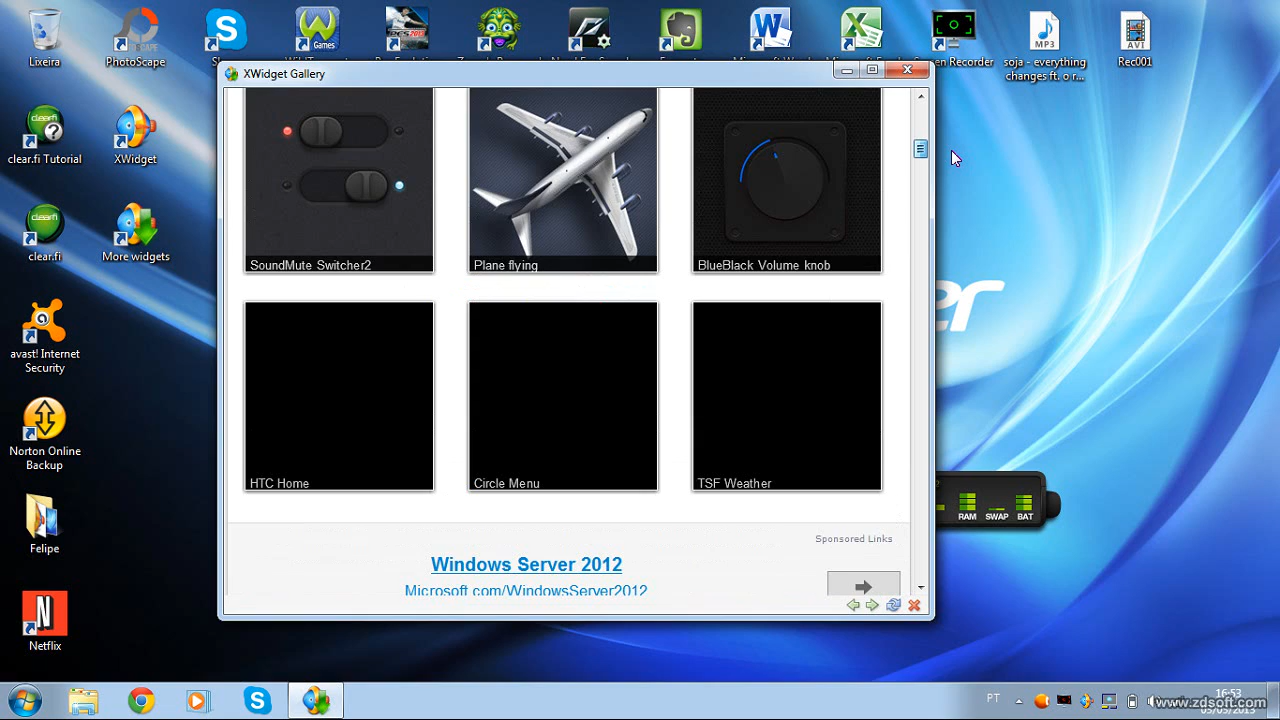 Lixeira
PhotoScape
Games
Screen Recorder
MP3
soja - everything
changes ft. o r...
AVI
Rec001
XWidget Gallery
clear.fi Tutorial
XWidget
clear.fi
More widgets
avast! Internet
Security
Norton Online
Backup
Felipe
Netflix
SoundMute Switcher2
Plane flying
BlueBlack Volume knob
HTC Home
Circle Menu
TSF Weather
Sponsored Links
Windows Server 2012
Microsoft.com/WindowsServer2012
RAM
SWAP
BAT
PT
16:53
www.zdsoft.com